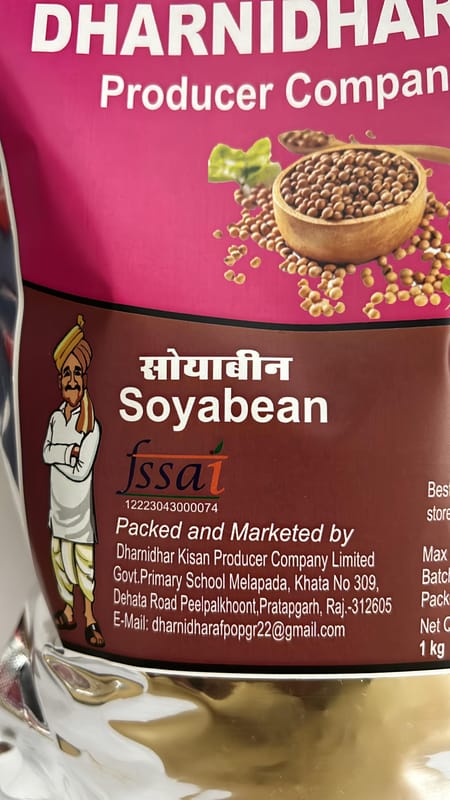 DHARNIDHAR
Producer Compan
सोयाबीन
Soyabean
fssai
12223043000074
Packed and Marketed by
Dharnidhar Kisan Producer Company Limited
Govt.Primary School Melapada, Khata No 309,
Dehata Road Peelpalkhoont,Pratapgarh, Raj.-312605
E-Mail: dharnidharafpopgr22@gmail.com
Best
store
Max
Batch
Pack
Net Q
1 kg